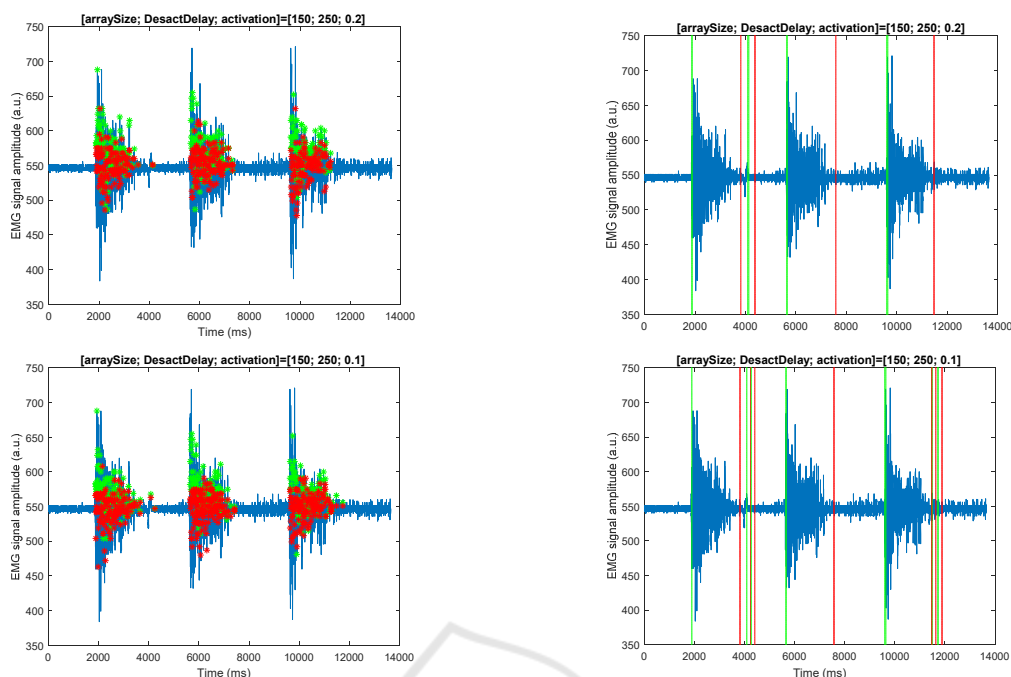 [arraySize; DesactDelay; activation]=[150; 250; 0.2]
EMG signal amplitude (a.u.)
750
700
650
600
550
500
450
400
350
0 2000 4000 6000 8000 10000 12000 14000
Time (ms)
[arraySize; DesactDelay; activation]=[150; 250; 0.2]
EMG signal amplitude (a.u.)
750
700
650
600
550
500
450
400
350
0 2000 4000 6000 8000 10000 12000 14000
[arraySize; DesactDelay; activation]=[150; 250; 0.1]
EMG signal amplitude (a.u.)
750
700
650
600
550
500
450
400
350
0 2000 4000 6000 8000 10000 12000 14000
Time (ms)
[arraySize; DesactDelay; activation]=[150; 250; 0.1]
EMG signal amplitude (a.u.)
750
700
650
600
550
500
450
400
350
0 2000 4000 6000 8000 10000 12000 14000
Time (ms)